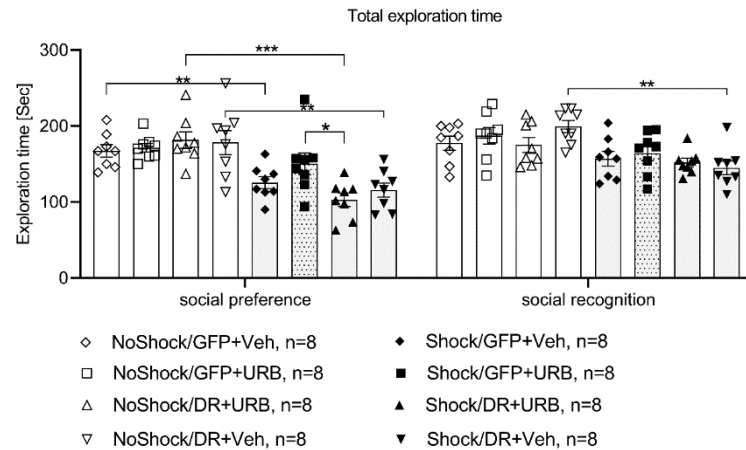 Total exploration time
Exploration time [Sec]
300
200
100
0
***
**
**
*
**
social preference
social recognition
NoShock/GFP+Veh, n=8
Shock/GFP+Veh, n=8
NoShock/GFP+URB, n=8
Shock/GFP+URB, n=8
NoShock/DR+URB, n=8
Shock/DR+URB, n=8
NoShock/DR+Veh, n=8
Shock/DR+Veh, n=8